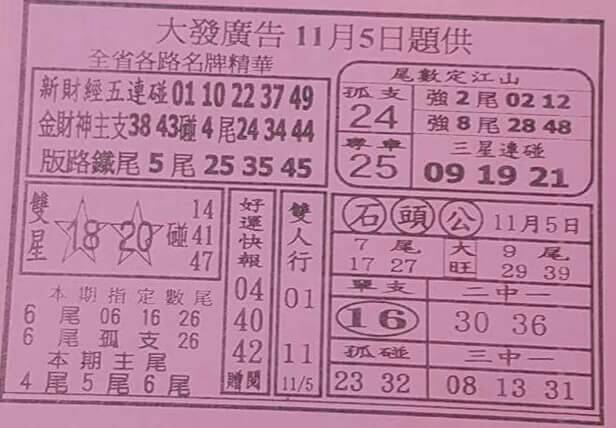 大發廣告11月5日題供
全省各路名牌精華
新財經五連碰 01 10 22 37 49
金財神主支38 43碰 4 尾24 34 44
版路鐵尾 5 尾 25 35 45
尾數定江山
孤支
24
專車
25
強 2 尾 02 12
強 8 尾 28 48
三星連碰
09 19 21
雙星
18 20
碰
14
41
47
本期指定數尾
6 尾 06 16 26
6 尾 孤 支 26
本期主尾
4 尾 5 尾 6 尾
好運快報
04
40
42
贈閱
雙人行
01
11
11/5
石頭公 11月5日
7 尾
17 27
大旺
9 尾
29 39
單支
16
二中一
30 36
孤碰
23 32
三中一
08 13 31